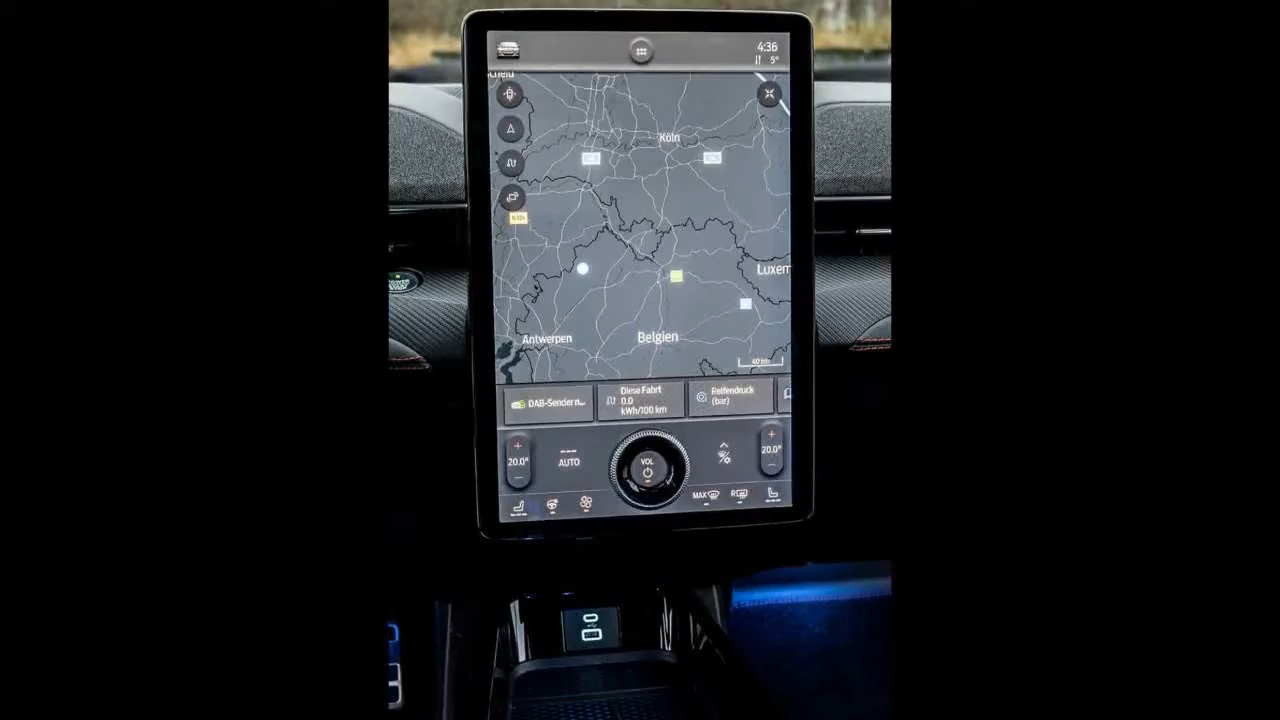 4:36
5°
Köln
Luxem
Antwerpen
Belgien
40 km
DAB-Sender n...
Diese Fahrt
0.0
kWh/100 km
Reifendruck
(bar)
20.0°
AUTO
VOL
20.0°
MAX
R
POWER